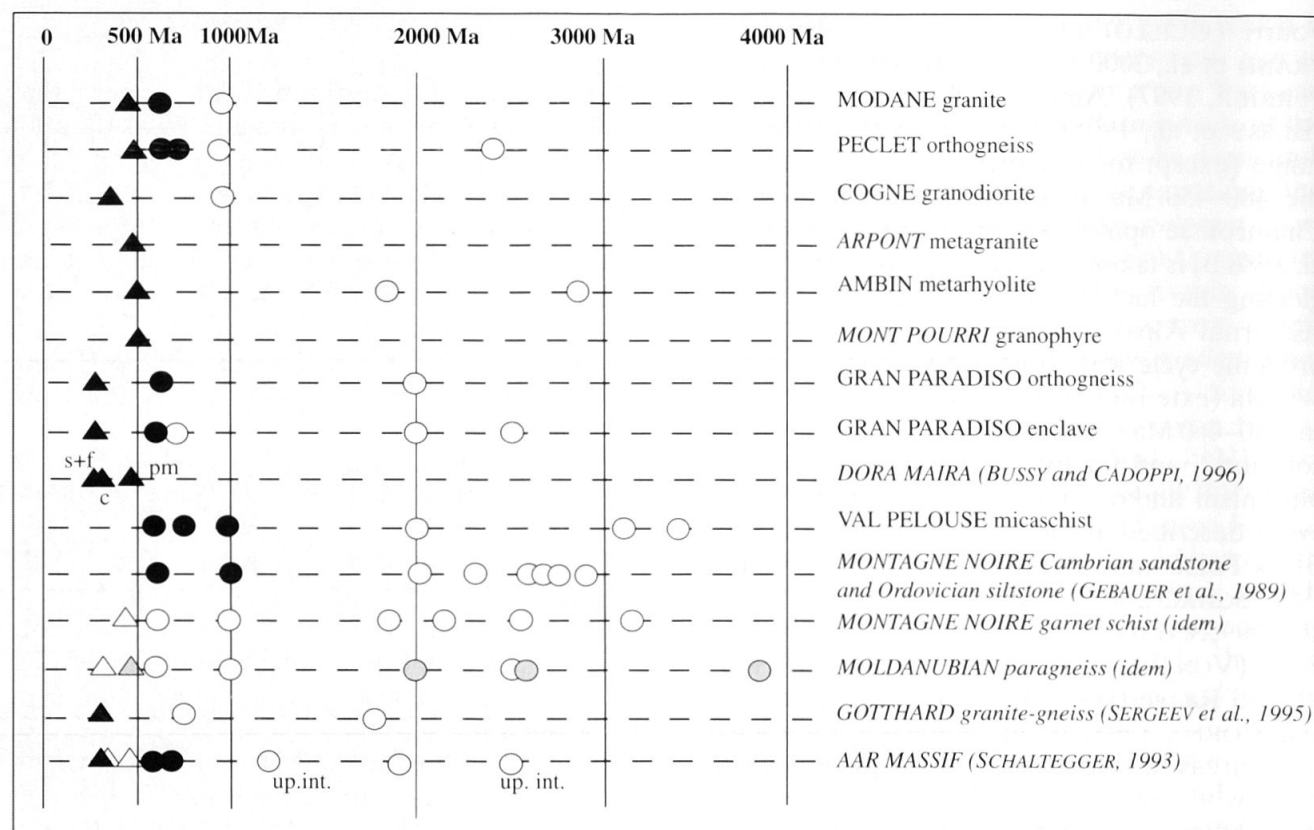 0 500 Ma 1000Ma 2000 Ma 3000 Ma 4000 Ma
MODANE granite
PECLET orthogneiss
COGNE granodiorite
ARPONT metagranite
AMBIN metarhyolite
MONT POURRI granophyre
GRAN PARADISO orthogneiss
GRAN PARADISO enclave
s+f
c
pm
DORA MAIRA (BUSSY and CADOPPI, 1996)
VAL PELOUSE micaschist
MONTAGNE NOIRE Cambrian sandstone
and Ordovician siltstone (GEBAUER et al., 1989)
MONTAGNE NOIRE garnet schist (idem)
MOLDANUBIAN paragneiss (idem)
GOTTHARD granite-gneiss (SERGEEV et al., 1995)
AAR MASSIF (SCHALTEGGER, 1993)
up.int. up. int.